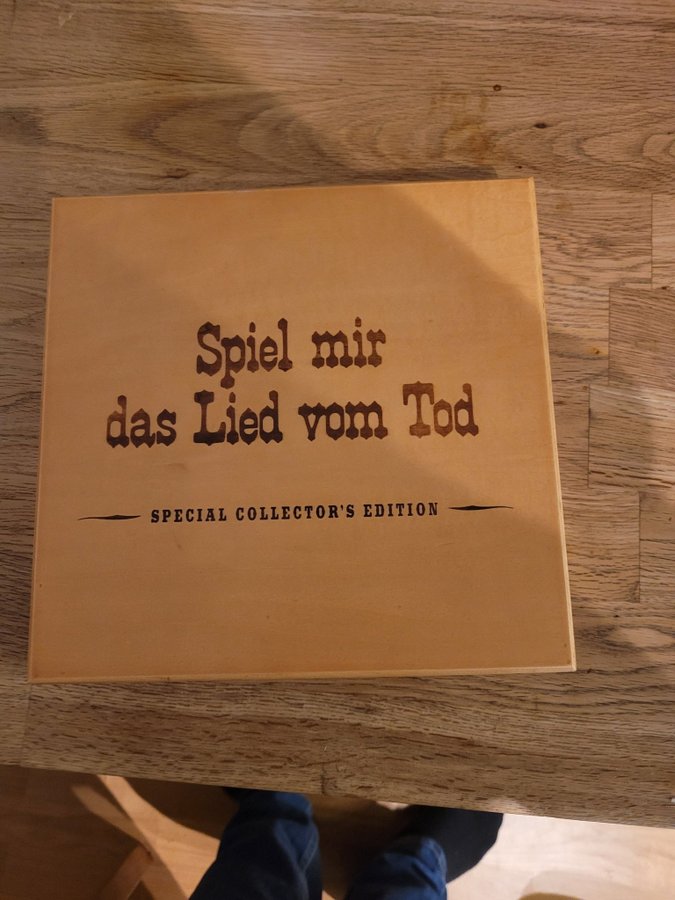 Spiel mir
das Lied vom Tod
SPECIAL COLLECTOR'S EDITION